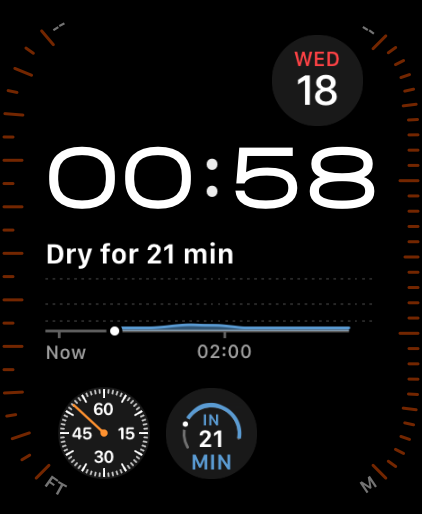 --
--
WED
18
00:58
Dry for 21 min
Now
02:00
60
45
15
30
IN
21
MIN
FT
M